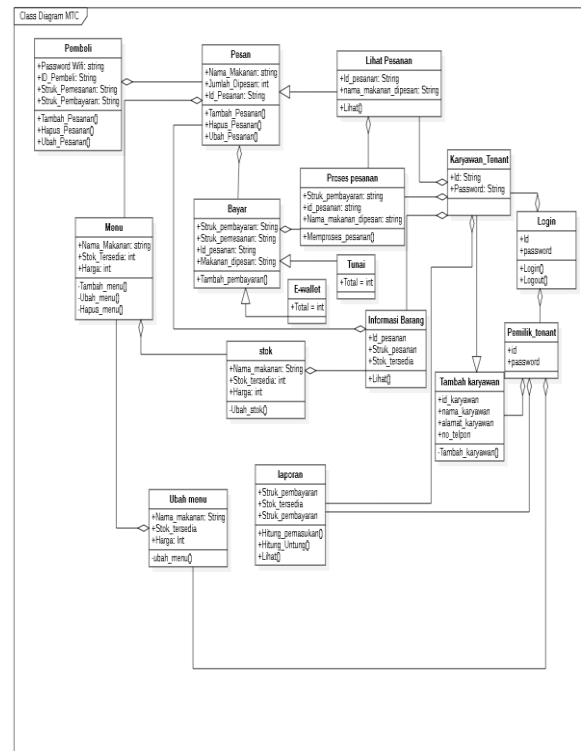 Class Diagram MTC
Pembeli
+Password Wifi: string
+ID_Pembeli: String
+Struk_Pemesanan: String
+Struk_Pembayaran: String
+Tambah_Pesanan()
+Hapus_Pesanan()
+Ubah_Pesanan()
Pesan
+Nama_Makanan: string
+Jumlah_Dipesan: int
+Id_Pesanan: String
+Tambah_Pesanan()
+Hapus_Pesanan()
+Ubah_Pesanan()
Lihat Pesanan
+Id_pesanan: String
+nama_makanan_dipesan: String
+Lihat()
Karyawan_Tenant
+Id: String
+Password: String
Proses pesanan
+Struk_pembayaran: string
+id_pesanan: String
+Nama_makanan_dipesan: string
+Memproses_pesanan()
Login
+Id
+password
+Login()
+Logout()
Menu
+Nama_Makanan: string
+Stok_Tersedia: int
+Harga: int
-Tambah_menu()
-Ubah_menu()
-Hapus_menu()
Bayar
+Struk_pembayaran: string
+Struk_pemesanan: String
+Id_pesanan: String
+Makanan_dipesan: String
+Tambah_pembayaran()
Tunai
+Total = int
E-wallet
+Total = int
Informasi Barang
+Id_pesanan
+Struk_pesanan
+Stok_tersedia
+Lihat()
Pemilik_tenant
+id
+password
stok
+Nama_makanan: String
+Stok_tersedia: int
+Harga: int
-Ubah_stok()
Tambah karyawan
+id_karyawan
+nama_karyawan
+alamat_karyawan
+no_telpon
-Tambah_karyawan()
laporan
+Struk_pembayaran
+Stok_tersedia
+Struk_pembayaran
+Hitung_pemasukan()
+Hitung_Untung()
+Lihat()
Ubah menu
+Nama_makanan: String
+Stok_tersedia
+Harga: Int
-ubah_menu()